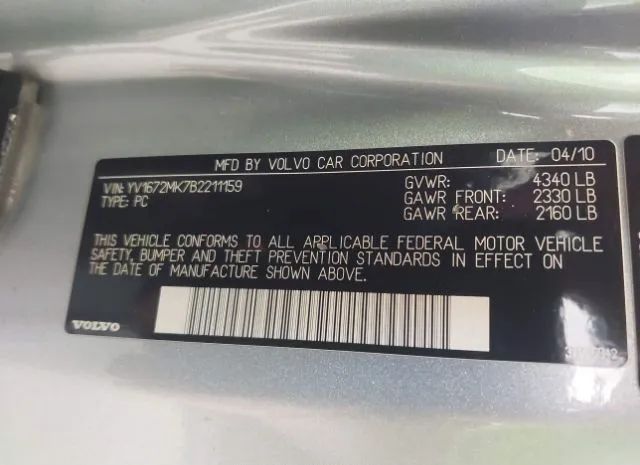 MFD BY VOLVO CAR CORPORATION DATE: 04/10
VIN: YV1672MK7B2211159 GVWR: 4340 LB
TYPE: PC GAWR FRONT: 2330 LB
GAWR REAR: 2160 LB
THIS VEHICLE CONFORMS TO ALL APPLICABLE FEDERAL MOTOR VEHICLE
SAFETY, BUMPER AND THEFT PREVENTION STANDARDS IN EFFECT ON
THE DATE OF MANUFACTURE SHOWN ABOVE.
VOLVO